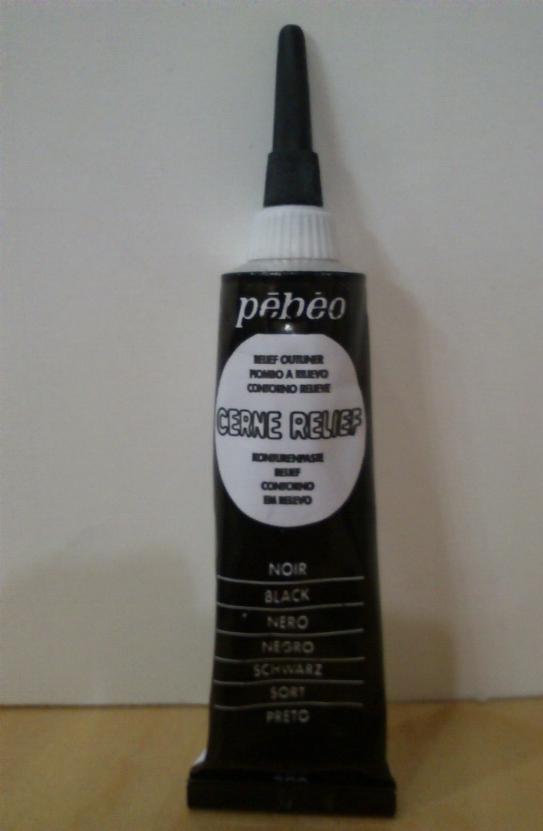 pēbéo
RELIEF OUTLINER
PIOMBO A RILIEVO
CONTORNO RELIEVE
CERNE RELIEF
KONTURENPASTE
RELIEF
CONTORNO
EM RELEVO
NOIR
BLACK
NERO
NEGRO
SCHWARZ
SORT
PRETO